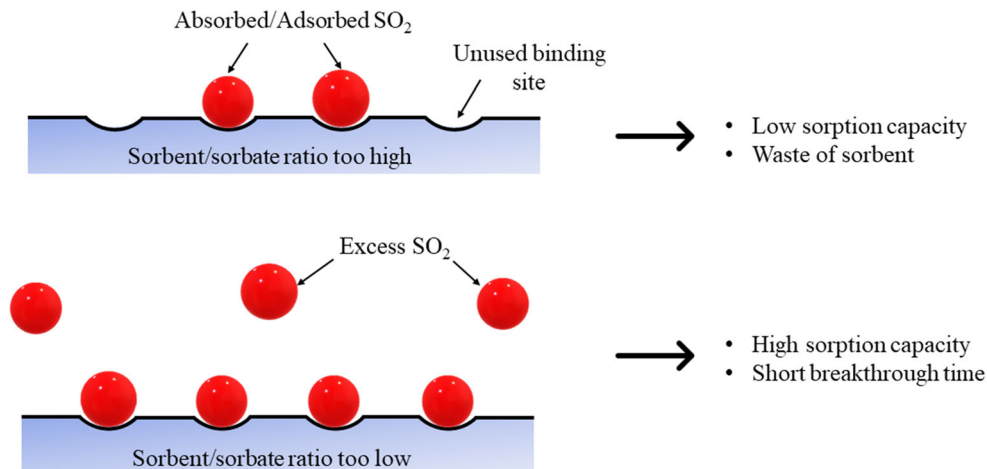 Absorbed/Adsorbed SO₂
Unused binding
site
Sorbent/sorbate ratio too high
• Low sorption capacity
• Waste of sorbent
Excess SO₂
• High sorption capacity
• Short breakthrough time
Sorbent/sorbate ratio too low